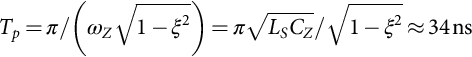 T_p = π/(ω_Z√(1 − ξ²)) = π√(L_S C_Z)/√(1 − ξ²) ≈ 34 ns